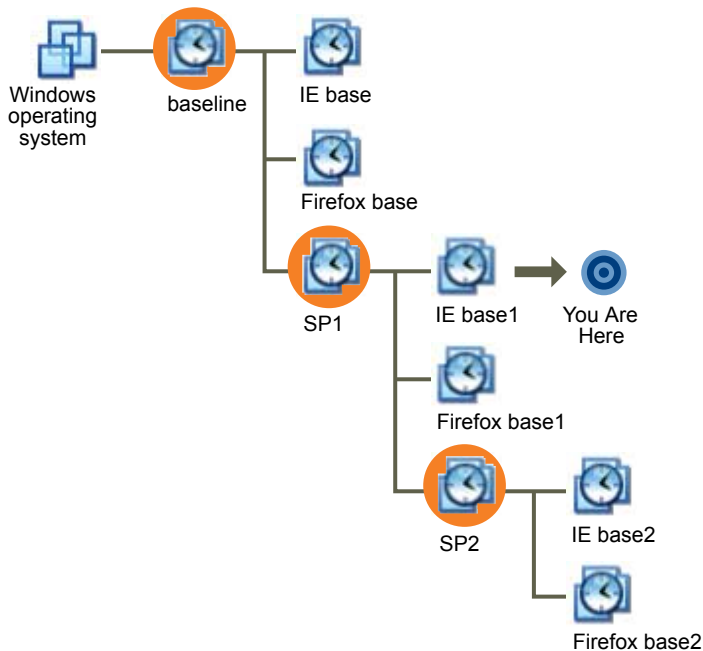 Windows
operating
system
baseline
IE base
Firefox base
SP1
IE base1
You Are
Here
Firefox base1
SP2
IE base2
Firefox base2